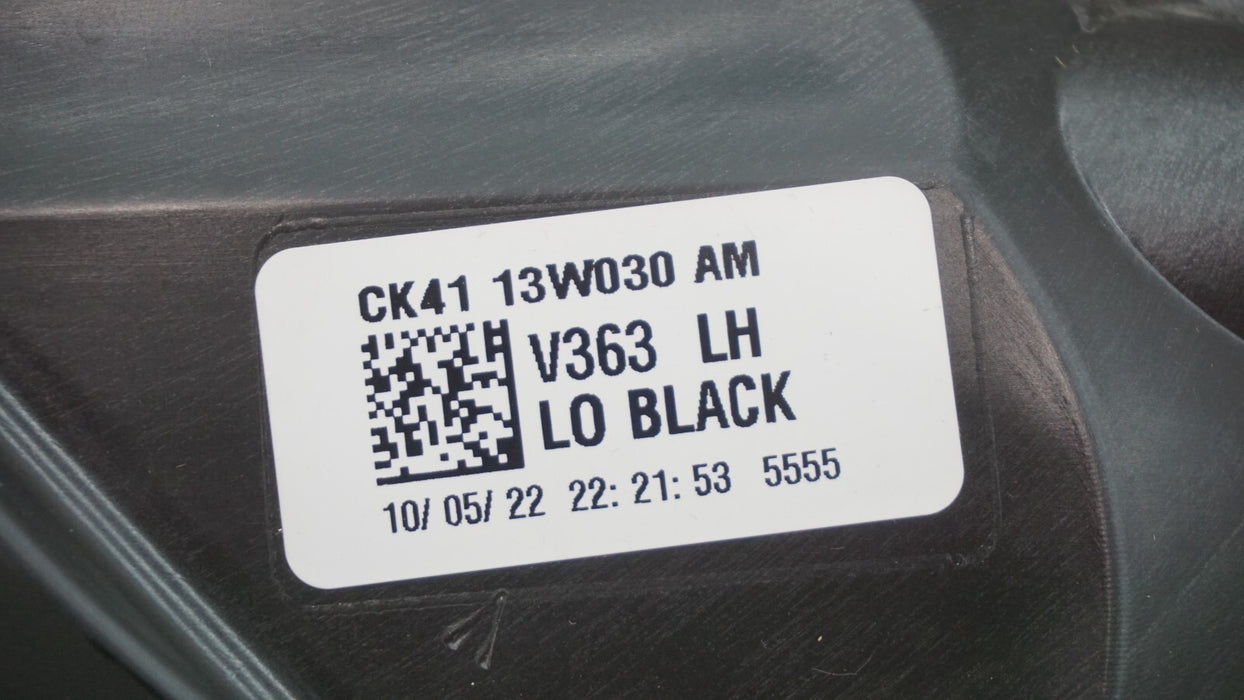 CK41 13W030 AM
V363 LH
LO BLACK
10/ 05/ 22 22: 21: 53 5555